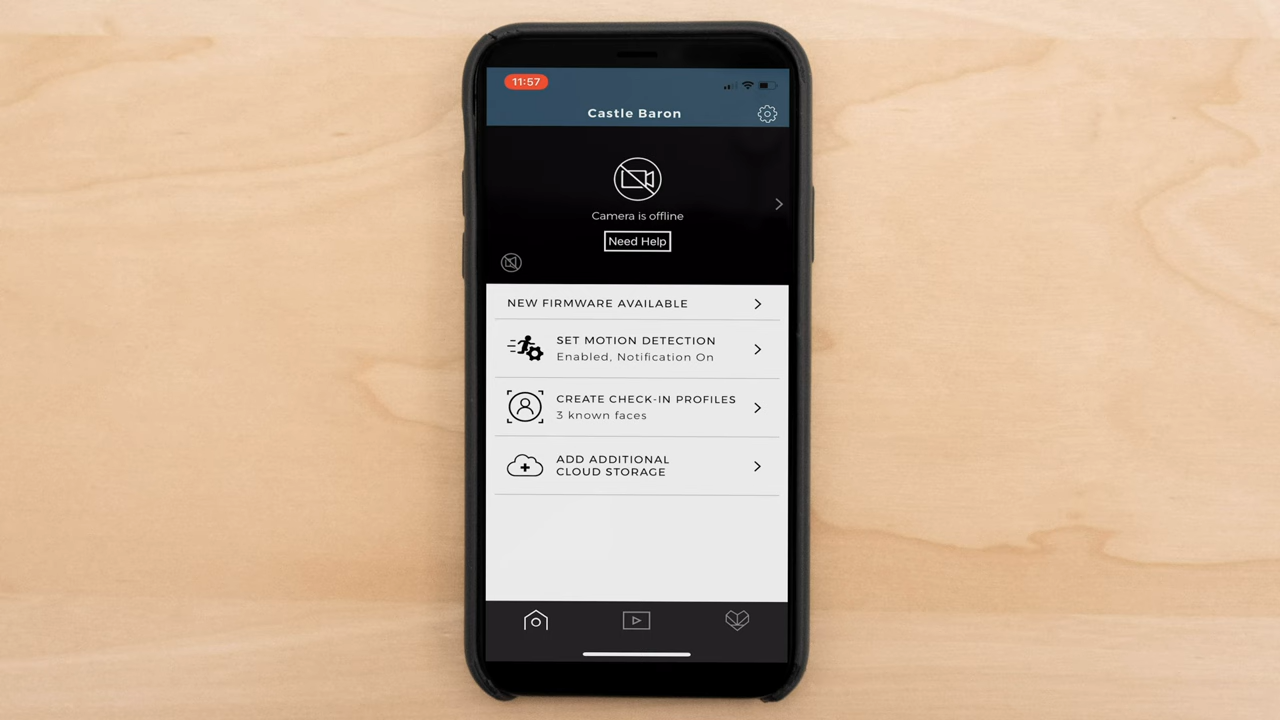 11:57
Castle Baron
Camera is offline
Need Help
NEW FIRMWARE AVAILABLE
SET MOTION DETECTION
Enabled, Notification On
CREATE CHECK-IN PROFILES
3 known faces
ADD ADDITIONAL
CLOUD STORAGE